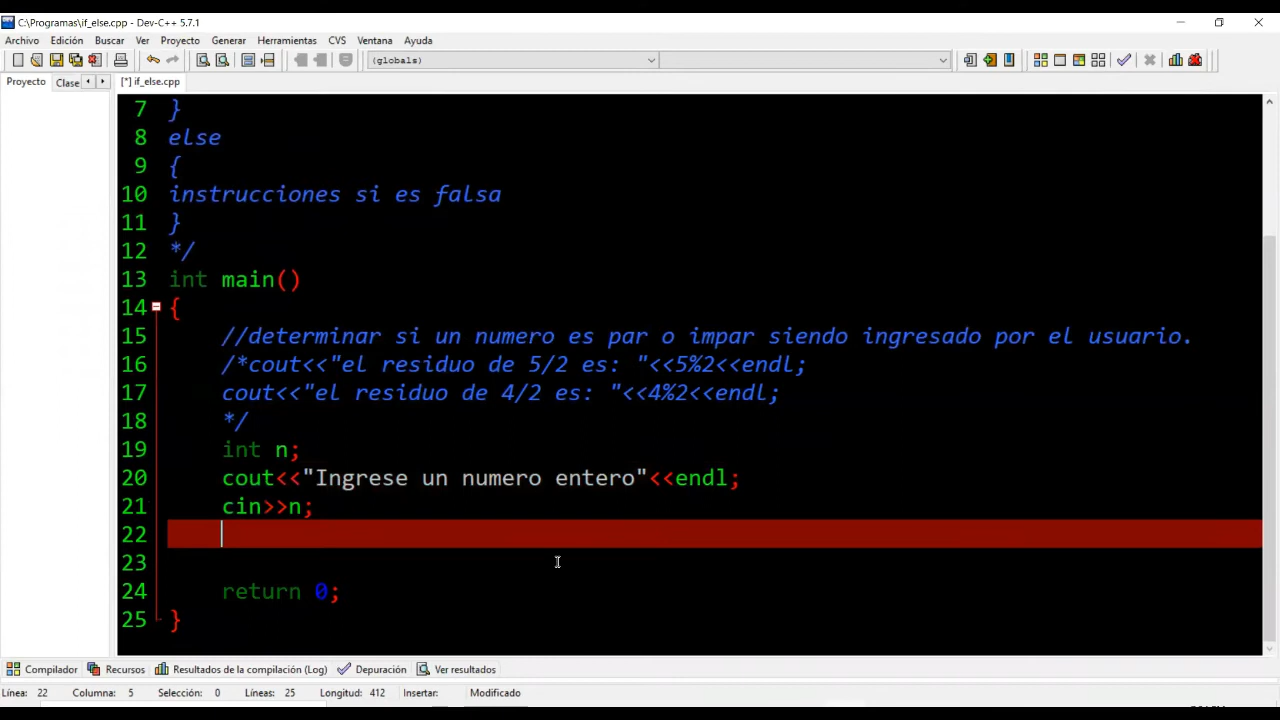 C:\Programas\if_else.cpp - Dev-C++ 5.7.1
Archivo Edición Buscar Ver Proyecto Generar Herramientas CVS Ventana Ayuda
(globals)
Proyecto Clase [*] if_else.cpp
7 }
8 else
9 {
10 instrucciones si es falsa
11 }
12 */
13 int main()
14 {
15 //determinar si un numero es par o impar siendo ingresado por el usuario.
16 /*cout<<"el residuo de 5/2 es: "<<5%2<<endl;
17 cout<<"el residuo de 4/2 es: "<<4%2<<endl;
18 */
19 int n;
20 cout<<"Ingrese un numero entero"<<endl;
21 cin>>n;
22
23
24 return 0;
25 }
Compilador Recursos Resultados de la compilación (Log) Depuración Ver resultados
Línea: 22 Columna: 5 Selección: 0 Líneas: 25 Longitud: 412 Insertar: Modificado